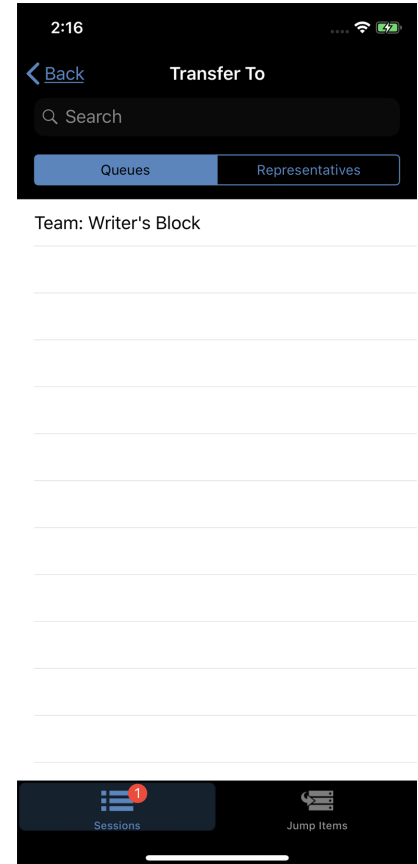 2:16
Back
Transfer To
Search
Queues
Representatives
Team: Writer's Block
1
Sessions
Jump Items